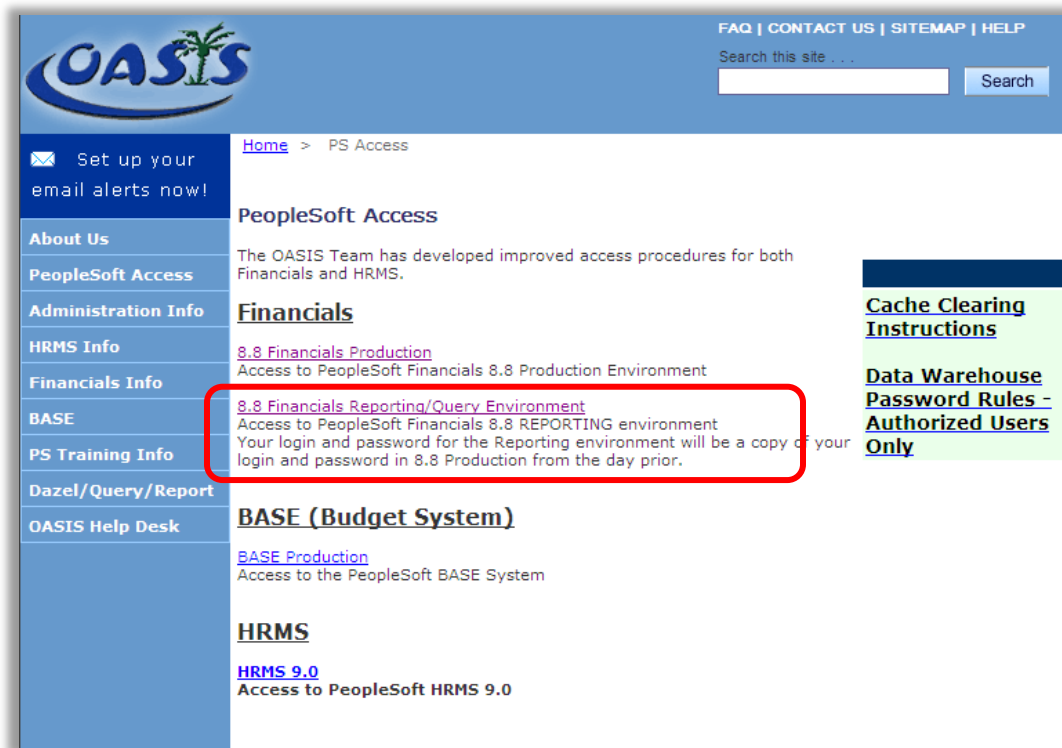 OASIS
FAQ | CONTACT US | SITEMAP | HELP
Search this site . . .
Search
Set up your
email alerts now!
About Us
PeopleSoft Access
Administration Info
HRMS Info
Financials Info
BASE
PS Training Info
Dazel/Query/Report
OASIS Help Desk
Home > PS Access
PeopleSoft Access
The OASIS Team has developed improved access procedures for both
Financials and HRMS.
Financials
8.8 Financials Production
Access to PeopleSoft Financials 8.8 Production Environment
8.8 Financials Reporting/Query Environment
Access to PeopleSoft Financials 8.8 REPORTING environment
Your login and password for the Reporting environment will be a copy of your
login and password in 8.8 Production from the day prior.
BASE (Budget System)
BASE Production
Access to the PeopleSoft BASE System
HRMS
HRMS 9.0
Access to PeopleSoft HRMS 9.0
Cache Clearing
Instructions
Data Warehouse
Password Rules -
Authorized Users
Only